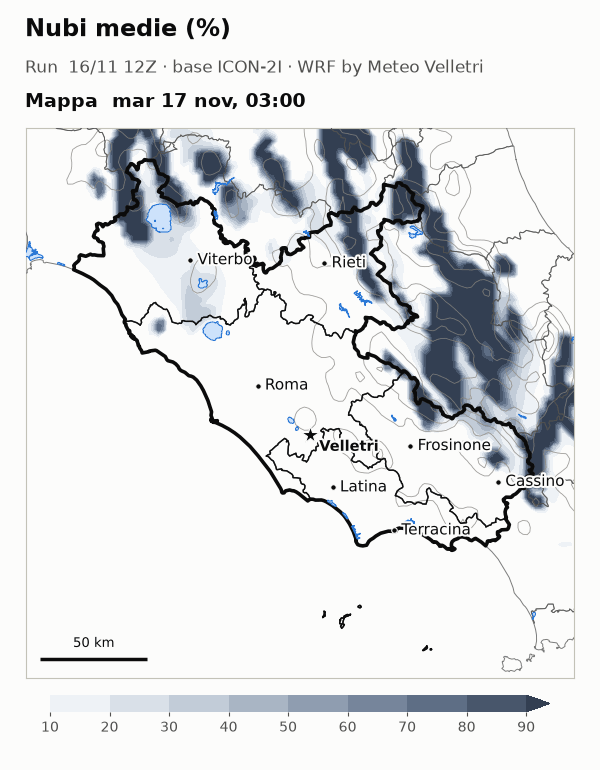 Nubi medie (%)
Run  16/11 12Z · base ICON-2I · WRF by Meteo Velletri
Mappa  mar 17 nov, 03:00
Viterbo
Rieti
Roma
Velletri
Frosinone
Cassino
Latina
Terracina
50 km
10 20 30 40 50 60 70 80 90